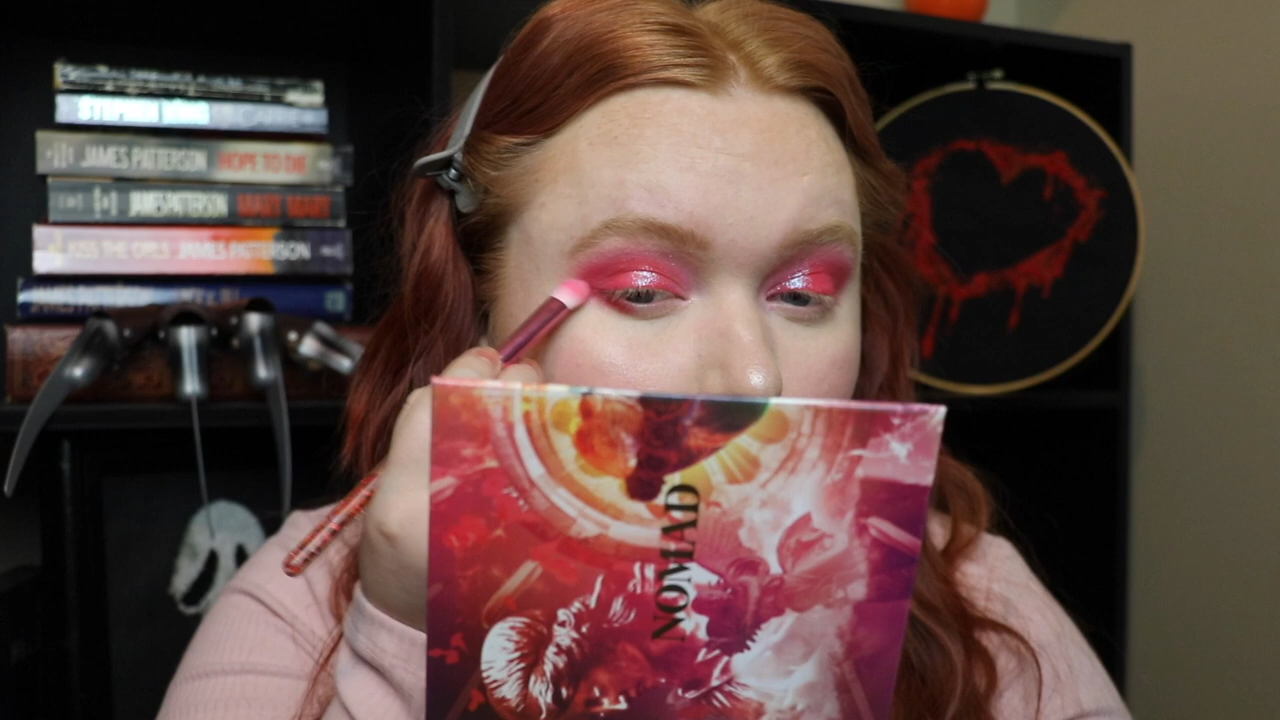 STEPHEN KING
JAMES PATTERSON HOPE TO DIE
JAMES PATTERSON MARY, MARY
KISS THE GIRLS JAMES PATTERSON
NOMAD